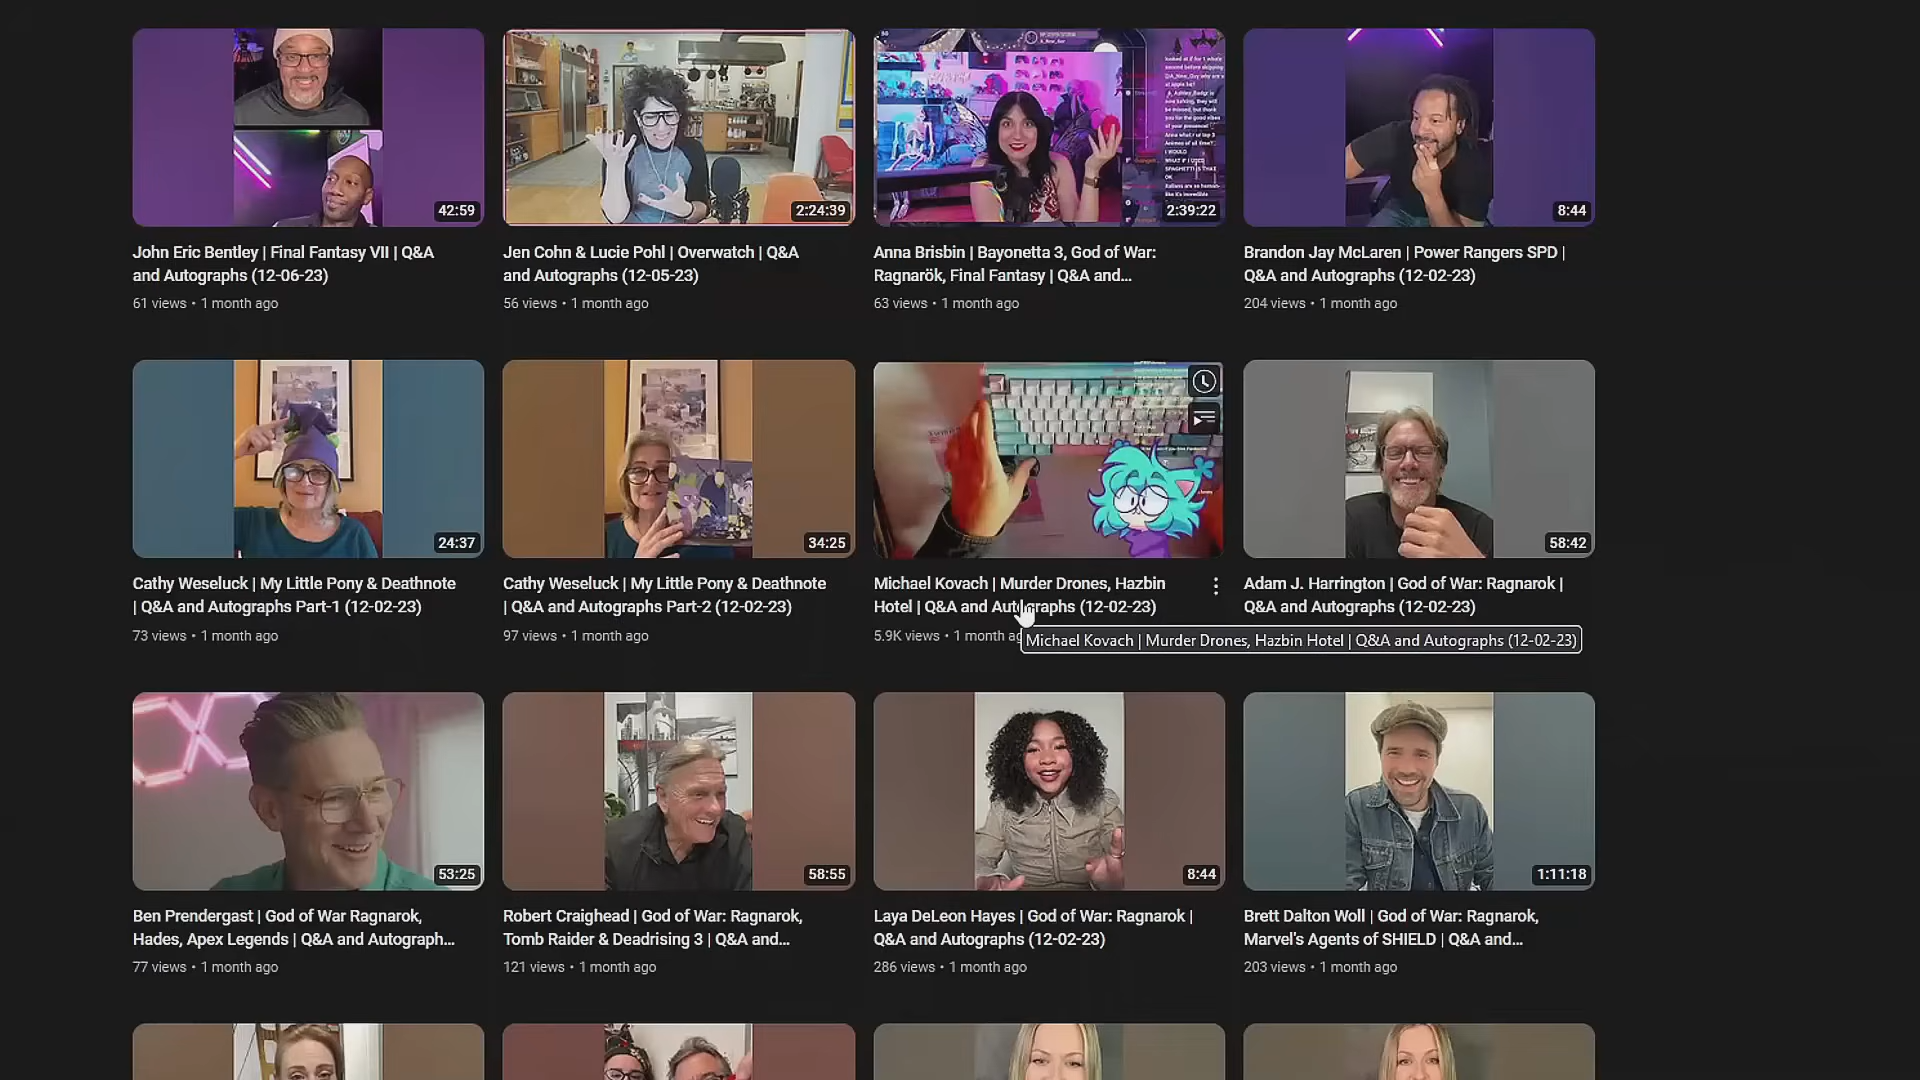 42:59
2:24:39
2:39:22
8:44
John Eric Bentley | Final Fantasy VII | Q&A
and Autographs (12-06-23)
61 views • 1 month ago
Jen Cohn & Lucie Pohl | Overwatch | Q&A
and Autographs (12-05-23)
56 views • 1 month ago
Anna Brisbin | Bayonetta 3, God of War:
Ragnarök, Final Fantasy | Q&A and...
63 views • 1 month ago
Brandon Jay McLaren | Power Rangers SPD |
Q&A and Autographs (12-02-23)
204 views • 1 month ago
24:37
34:25
58:42
Cathy Weseluck | My Little Pony & Deathnote
| Q&A and Autographs Part-1 (12-02-23)
73 views • 1 month ago
Cathy Weseluck | My Little Pony & Deathnote
| Q&A and Autographs Part-2 (12-02-23)
97 views • 1 month ago
Michael Kovach | Murder Drones, Hazbin
Hotel | Q&A and Autographs (12-02-23)
5.9K views • 1 month
Michael Kovach | Murder Drones, Hazbin Hotel | Q&A and Autographs (12-02-23)
Adam J. Harrington | God of War: Ragnarok |
Q&A and Autographs (12-02-23)
53:25
58:55
8:44
1:11:18
Ben Prendergast | God of War Ragnarok,
Hades, Apex Legends | Q&A and Autograph...
77 views • 1 month ago
Robert Craighead | God of War: Ragnarok,
Tomb Raider & Deadrising 3 | Q&A and...
121 views • 1 month ago
Laya DeLeon Hayes | God of War: Ragnarok |
Q&A and Autographs (12-02-23)
286 views • 1 month ago
Brett Dalton Woll | God of War: Ragnarok,
Marvel's Agents of SHIELD | Q&A and...
203 views • 1 month ago